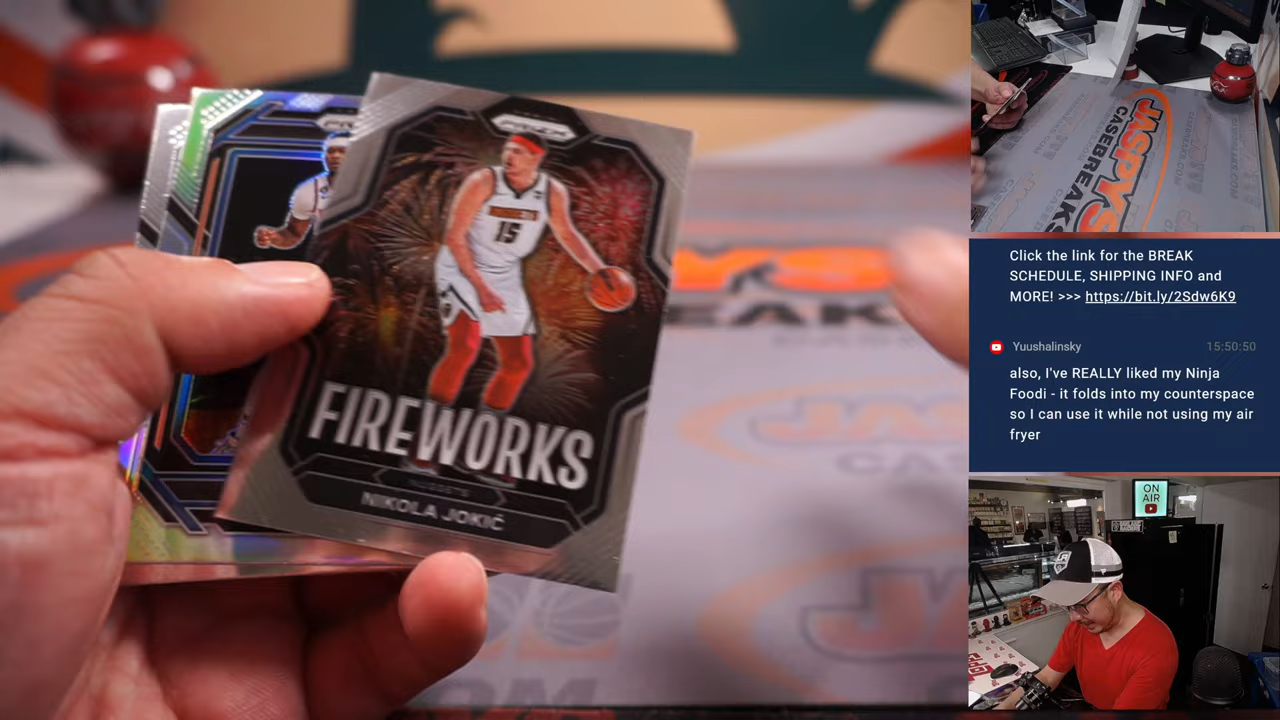 PRIZM
NUGGETS
15
FIREWORKS
NUGGETS
NIKOLA JOKIĆ
JASPYS
CASEBREAKS
Click the link for the BREAK
SCHEDULE, SHIPPING INFO and
MORE! >>> https://bit.ly/2Sdw6K9
Yuushalinsky
15:50:50
also, I've REALLY liked my Ninja
Foodi - it folds into my counterspace
so I can use it while not using my air
fryer
ON
AIR